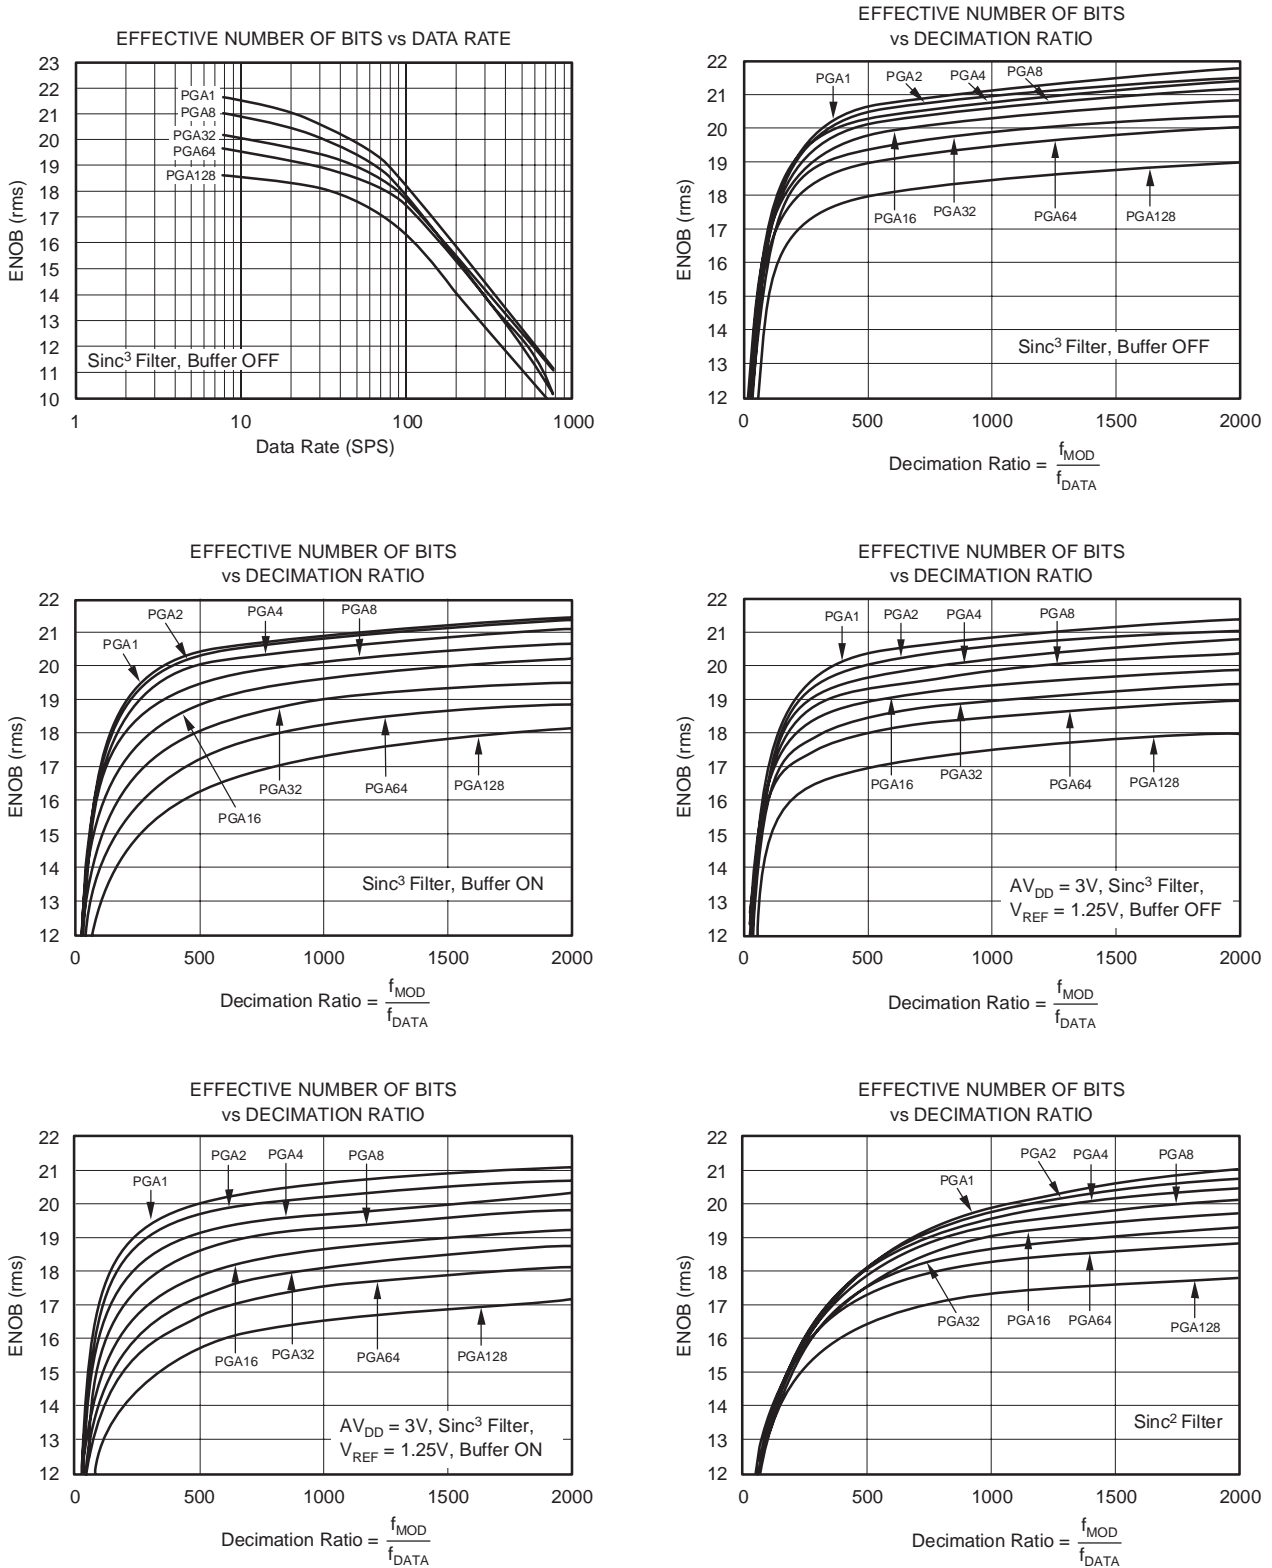 EFFECTIVE NUMBER OF BITS vs DATA RATE
23
22
21
20
19
18
17
16
15
14
13
12
11
10
ENOB (rms)
PGA1
PGA8
PGA32
PGA64
PGA128
Sinc³ Filter, Buffer OFF
1
10
100
1000
Data Rate (SPS)
EFFECTIVE NUMBER OF BITS
vs DECIMATION RATIO
22
21
20
19
18
17
16
15
14
13
12
ENOB (rms)
PGA1
PGA2
PGA4
PGA8
PGA16
PGA32
PGA64
PGA128
Sinc³ Filter, Buffer OFF
0
500
1000
1500
2000
Decimation Ratio = fMOD
fDATA
EFFECTIVE NUMBER OF BITS
vs DECIMATION RATIO
22
21
20
19
18
17
16
15
14
13
12
ENOB (rms)
PGA1
PGA2
PGA4
PGA8
PGA16
PGA32
PGA64
PGA128
Sinc³ Filter, Buffer ON
0
500
1000
1500
2000
Decimation Ratio = fMOD
fDATA
EFFECTIVE NUMBER OF BITS
vs DECIMATION RATIO
22
21
20
19
18
17
16
15
14
13
12
ENOB (rms)
PGA1
PGA2
PGA4
PGA8
PGA16
PGA32
PGA64
PGA128
AVDD = 3V, Sinc³ Filter,
VREF = 1.25V, Buffer OFF
0
500
1000
1500
2000
Decimation Ratio = fMOD
fDATA
EFFECTIVE NUMBER OF BITS
vs DECIMATION RATIO
22
21
20
19
18
17
16
15
14
13
12
ENOB (rms)
PGA1
PGA2
PGA4
PGA8
PGA16
PGA32
PGA64
PGA128
AVDD = 3V, Sinc³ Filter,
VREF = 1.25V, Buffer ON
0
500
1000
1500
2000
Decimation Ratio = fMOD
fDATA
EFFECTIVE NUMBER OF BITS
vs DECIMATION RATIO
22
21
20
19
18
17
16
15
14
13
12
ENOB (rms)
PGA1
PGA2
PGA4
PGA8
PGA32
PGA16
PGA64
PGA128
Sinc² Filter
0
500
1000
1500
2000
Decimation Ratio = fMOD
fDATA